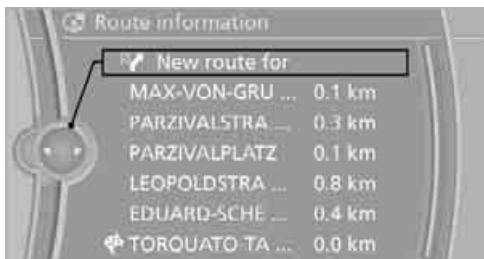 Route information
New route for
MAX-VON-GRU ... 0.1 km
PARZIVALSTRA ... 0.3 km
PARZIVALPLATZ 0.1 km
LEOPOLDSTRA ... 0.8 km
EDUARD-SCHE ... 0.4 km
TORQUATO TA ... 0.0 km